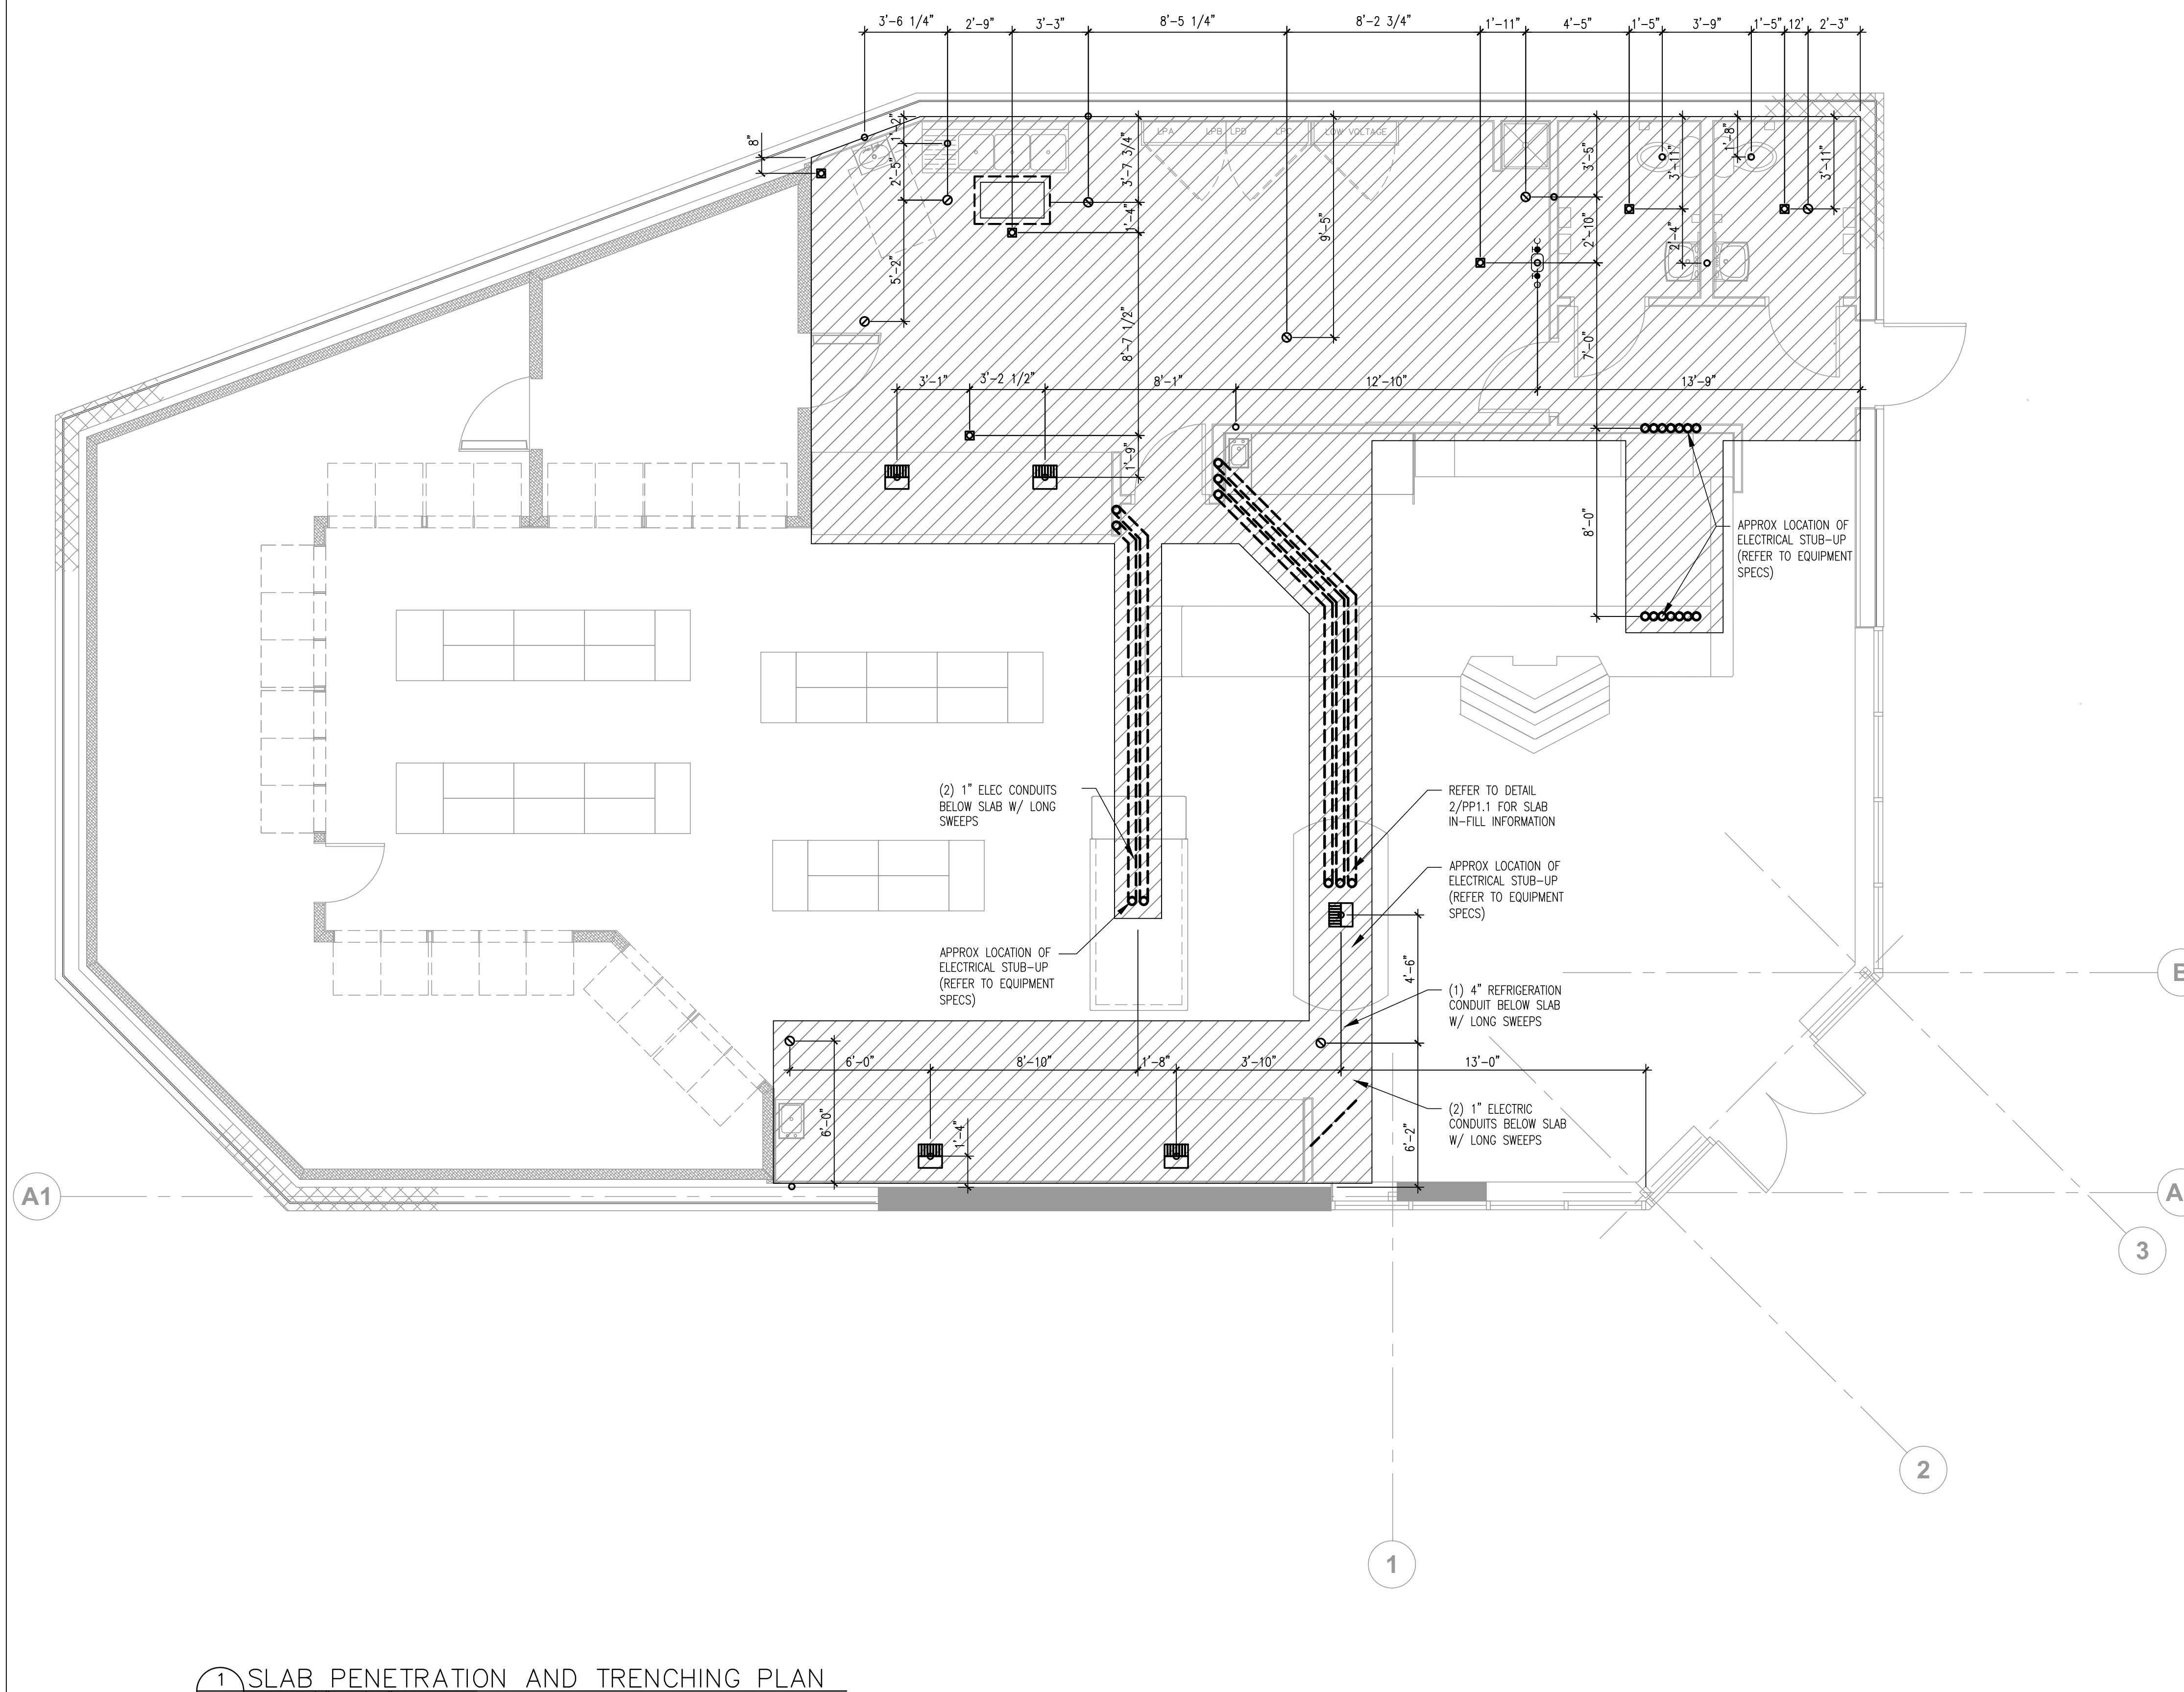 3'-6 1/4"
2'-9"
3'-3"
8'-5 1/4"
8'-2 3/4"
1'-11"
4'-5"
1'-5"
3'-9"
1'-5"
12'
2'-3"
8"
1'-2"
2'-5"
5'-2"
3'-7 3/4"
1'-4"
8'-7 1/2"
1'-9"
LPA
LPB
LPD
LPC
LOW VOLTAGE
9'-5"
3'-5"
2'-10"
7'-0"
8'-0"
3'-11"
2'-4"
1'-8"
3'-11"
3'-1"
3'-2 1/2"
8'-1"
12'-10"
13'-9"
APPROX LOCATION OF
ELECTRICAL STUB-UP
(REFER TO EQUIPMENT
SPECS)
(2) 1" ELEC CONDUITS
BELOW SLAB W/ LONG
SWEEPS
REFER TO DETAIL
2/PP1.1 FOR SLAB
IN-FILL INFORMATION
APPROX LOCATION OF
ELECTRICAL STUB-UP
(REFER TO EQUIPMENT
SPECS)
APPROX LOCATION OF
ELECTRICAL STUB-UP
(REFER TO EQUIPMENT
SPECS)
4'-6"
(1) 4" REFRIGERATION
CONDUIT BELOW SLAB
W/ LONG SWEEPS
6'-0"
8'-10"
1'-8"
3'-10"
13'-0"
6'-0"
1'-4"
6'-2"
(2) 1" ELECTRIC
CONDUITS BELOW SLAB
W/ LONG SWEEPS
A1
A
3
2
1
1 SLAB PENETRATION AND TRENCHING PLAN